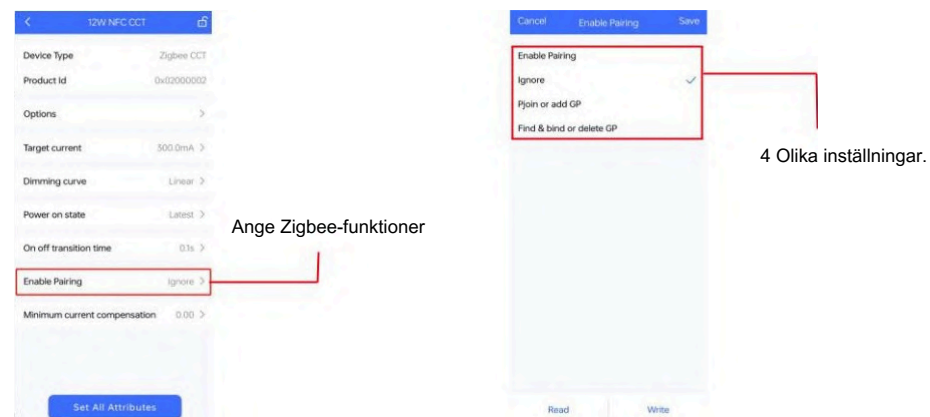 12W NFC CCT
Device Type Zigbee CCT
Product Id 0x02000002
Options
Target current 300.0mA
Dimming curve Linear
Power on state Latest
On off transition time 0.1s
Enable Pairing Ignore
Minimum current compensation 0.00
Set All Attributes
Ange Zigbee-funktioner
Cancel Enable Pairing Save
Enable Pairing
Ignore
Pjoin or add GP
Find & bind or delete GP
4 Olika inställningar.
Read Write